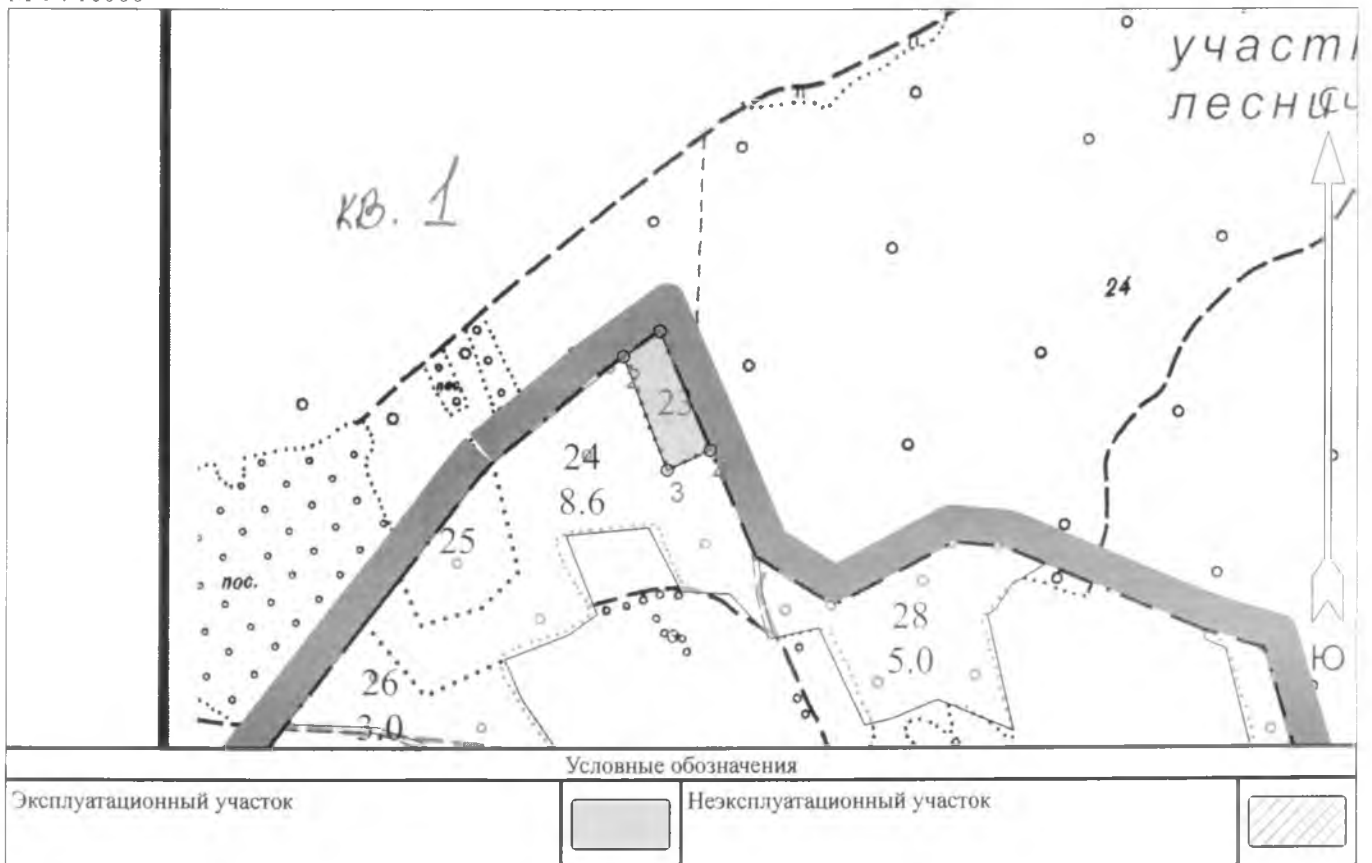 участ
лесни
кв. 1
24
пос.
23
2
24
8.6
3
25
пос.
28
5.0
Ю
26
3.0
Условные обозначения
Эксплуатационный участок
Неэксплуатационный участок